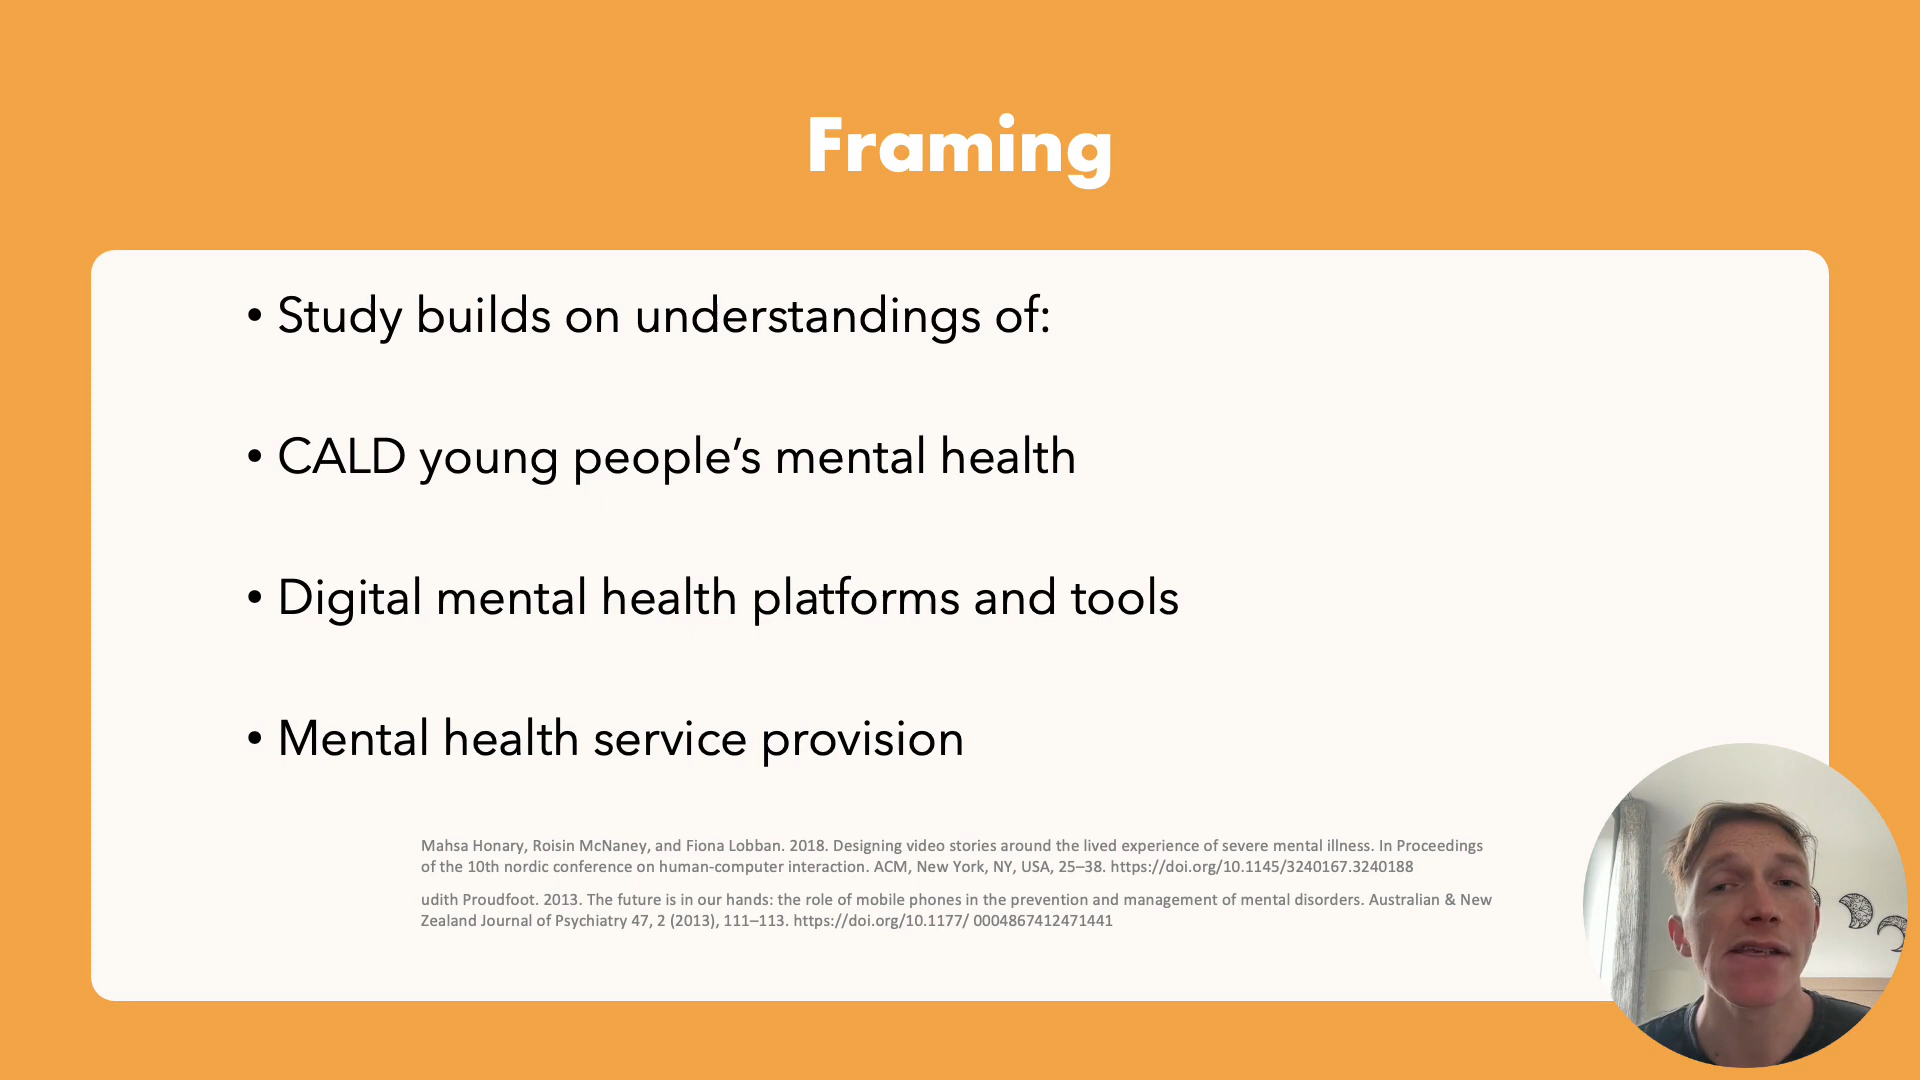 Framing
• Study builds on understandings of:
• CALD young people’s mental health
• Digital mental health platforms and tools
• Mental health service provision
Mahsa Honary, Roisin McNaney, and Fiona Lobban. 2018. Designing video stories around the lived experience of severe mental illness. In Proceedings
of the 10th nordic conference on human-computer interaction. ACM, New York, NY, USA, 25–38. https://doi.org/10.1145/3240167.3240188
udith Proudfoot. 2013. The future is in our hands: the role of mobile phones in the prevention and management of mental disorders. Australian & New
Zealand Journal of Psychiatry 47, 2 (2013), 111–113. https://doi.org/10.1177/ 0004867412471441